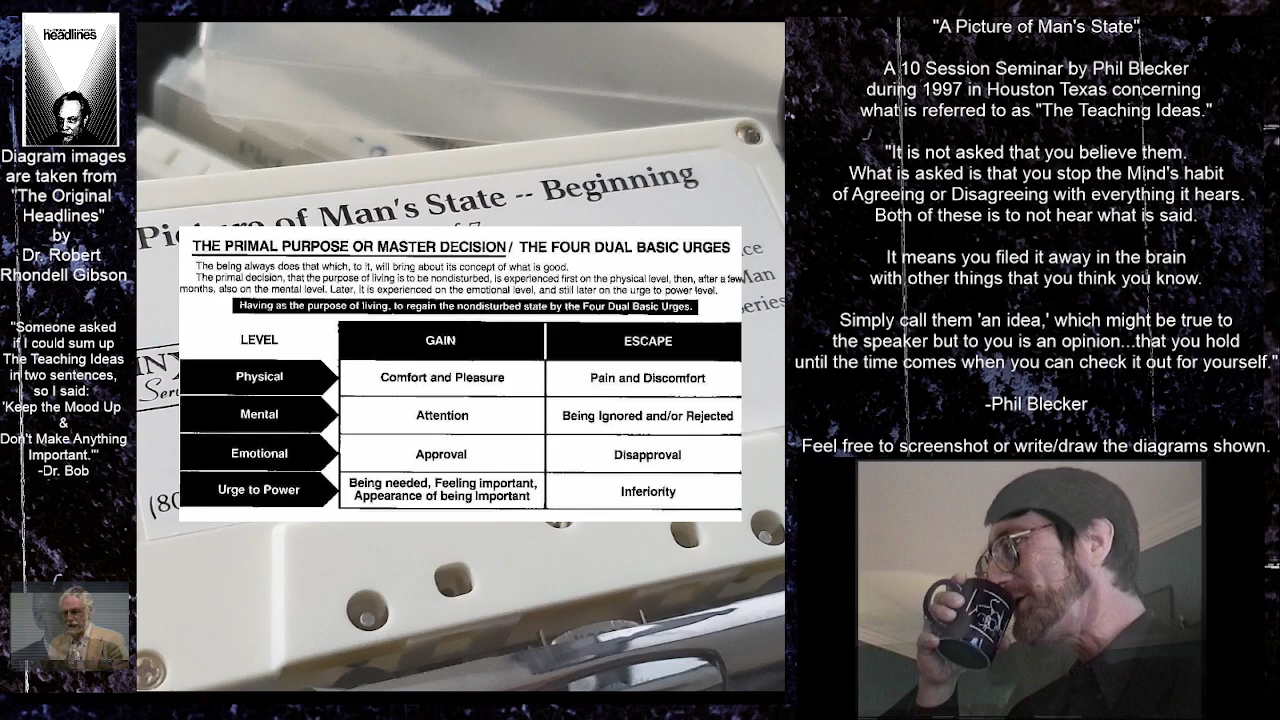 headlines
Diagram images
are taken from
"The Original
Headlines"
by
Dr. Robert
Rhondell Gibson
"Someone asked
if I could sum up
The Teaching Ideas
in two sentences,
so I said:
'Keep the Mood Up
&
Don't Make Anything
Important.'"
-Dr. Bob
Picture of Man's State -- Beginning
THE PRIMAL PURPOSE OR MASTER DECISION / THE FOUR DUAL BASIC URGES
The being always does that which, to it, will bring about its concept of what is good.
The primal decision, that the purpose of living is to be nondisturbed, is experienced first on the physical level, then, after a few
months, also on the mental level. Later, it is experienced on the emotional level, and still later on the urge to power level.
Having as the purpose of living, to regain the nondisturbed state by the Four Dual Basic Urges.
LEVEL GAIN ESCAPE
Physical Comfort and Pleasure Pain and Discomfort
Mental Attention Being Ignored and/or Rejected
Emotional Approval Disapproval
Urge to Power Being needed, Feeling important, Appearance of being Important Inferiority
Man
eries
(80
"A Picture of Man's State"
A 10 Session Seminar by Phil Blecker
during 1997 in Houston Texas concerning
what is referred to as "The Teaching Ideas."
"It is not asked that you believe them.
What is asked is that you stop the Mind's habit
of Agreeing or Disagreeing with everything it hears.
Both of these is to not hear what is said.
It means you filed it away in the brain
with other things that you think you know.
Simply call them 'an idea,' which might be true to
the speaker but to you is an opinion...that you hold
until the time comes when you can check it out for yourself."
-Phil Blecker
Feel free to screenshot or write/draw the diagrams shown.